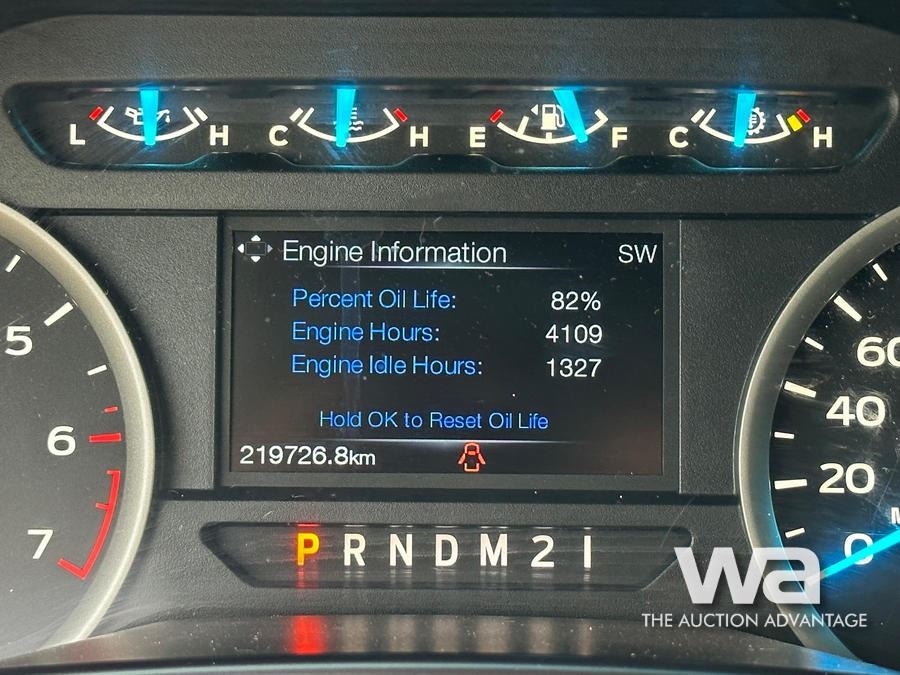 L H C H E F C H
Engine Information SW
Percent Oil Life: 82%
Engine Hours: 4109
Engine Idle Hours: 1327
Hold OK to Reset Oil Life
219726.8km
5
6
7
60
40
20
0
P R N D M 2 1
wa
THE AUCTION ADVANTAGE